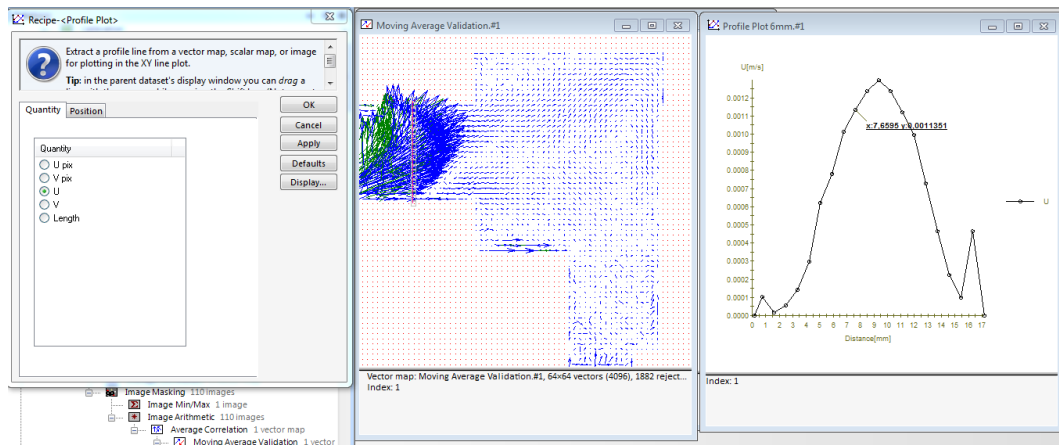 Recipe-<Profile Plot>
Extract a profile line from a vector map, scalar map, or image
for plotting in the XY line plot.
Tip: in the parent dataset's display window you can drag a
Quantity
Position
OK
Cancel
Apply
Defaults
Display...
Quantity
U pix
V pix
U
V
Length
Image Masking 110 images
Image Min/Max 1 image
Image Arithmetic 110 images
Average Correlation 1 vector map
Moving Average Validation 1 vector
Moving Average Validation.#1
Vector map: Moving Average Validation.#1, 64×64 vectors (4096), 1882 reject...
Index: 1
Profile Plot 6mm.#1
U[m/s]
0.0012
0.0011
0.0010
0.0009
0.0008
0.0007
0.0006
0.0005
0.0004
0.0003
0.0002
0.0001
0.0000
x:7,6595 y:0.0011351
U
0 1 2 3 4 5 6 7 8 9 10 11 12 13 14 15 16 17
Distance[mm]
Index: 1